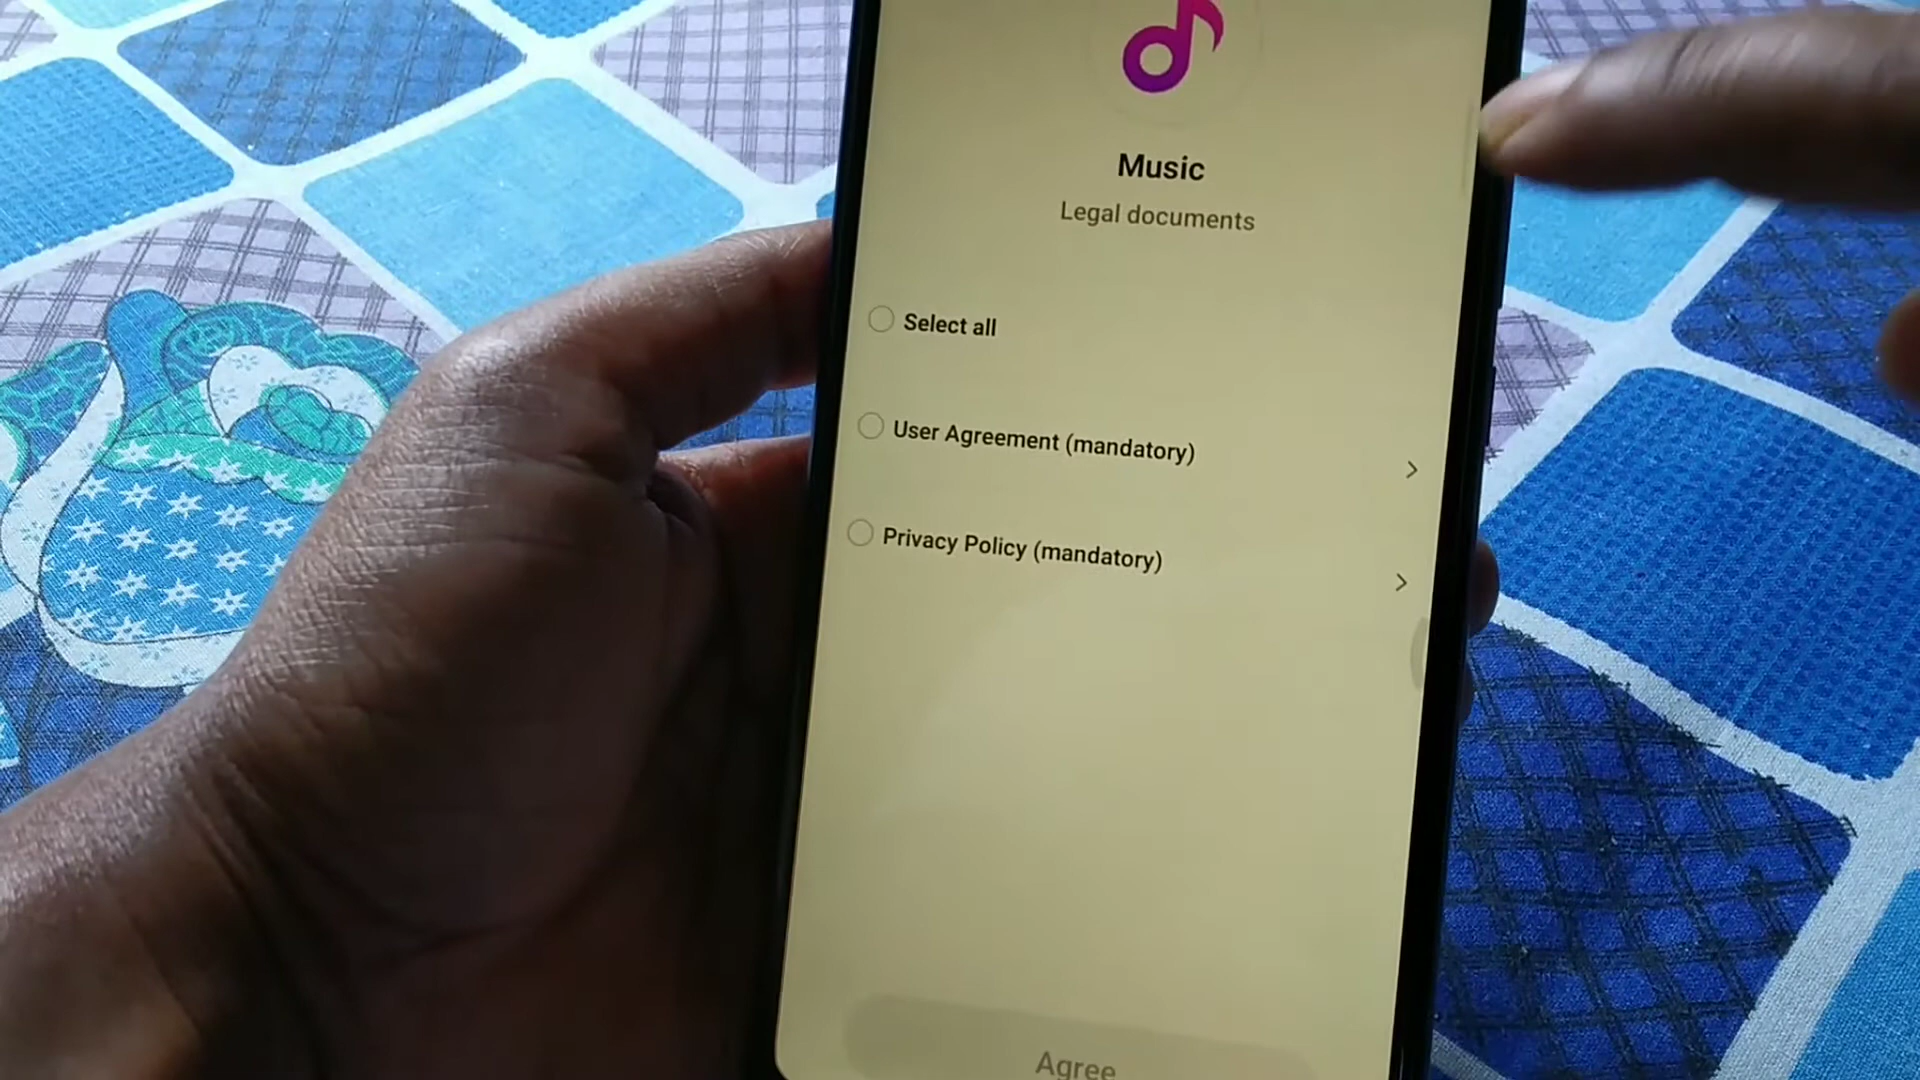 Music
Legal documents
Select all
User Agreement (mandatory)
Privacy Policy (mandatory)
Agree